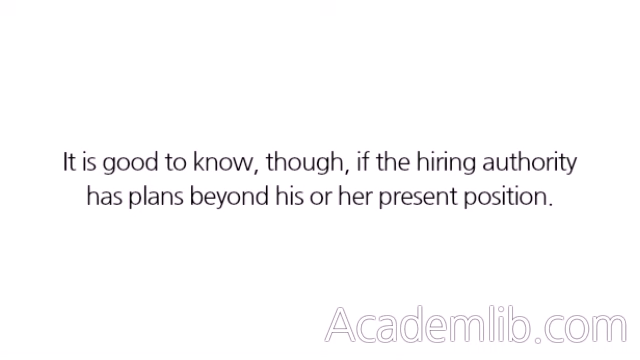 It is good to know, though, if the hiring authority
has plans beyond his or her present position.
Academlib.com